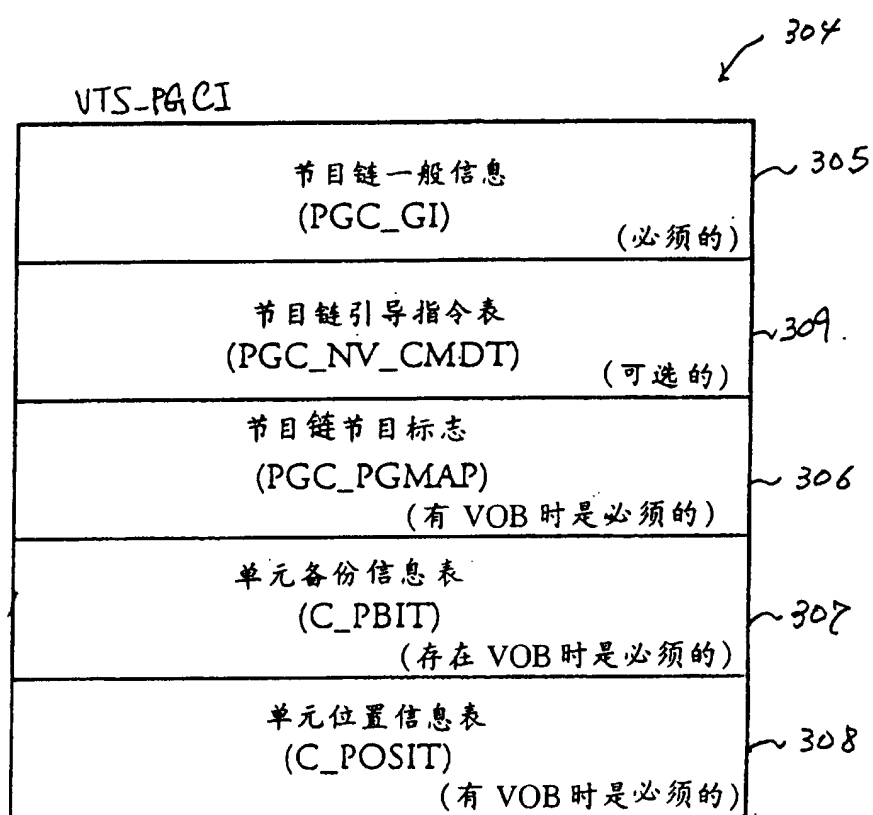 304
VTS_PGCI
节目链一般信息
(PGC_GI)
(必须的)
305
节目链引导指令表
(PGC_NV_CMDT)
(可选的)
309.
节目链节目标志
(PGC_PGMAP)
(有 VOB 时是必须的)
306
单元备份信息表
(C_PBIT)
(存在 VOB 时是必须的)
307
单元位置信息表
(C_POSIT)
(有 VOB 时是必须的)
308